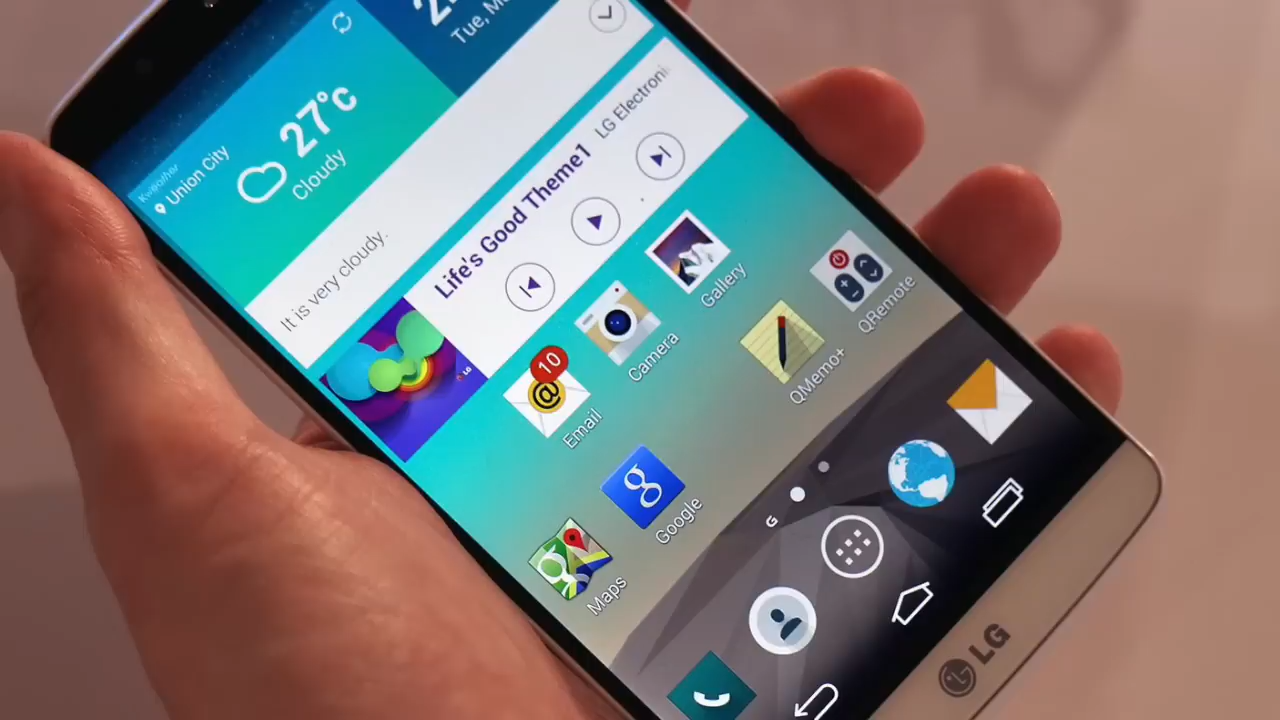 Kweather
Union City
27°c
Cloudy
It is very cloudy.
Life's Good Theme1
LG
10
Email
Camera
Gallery
Google
QMemo+
QRemote
Maps
LG